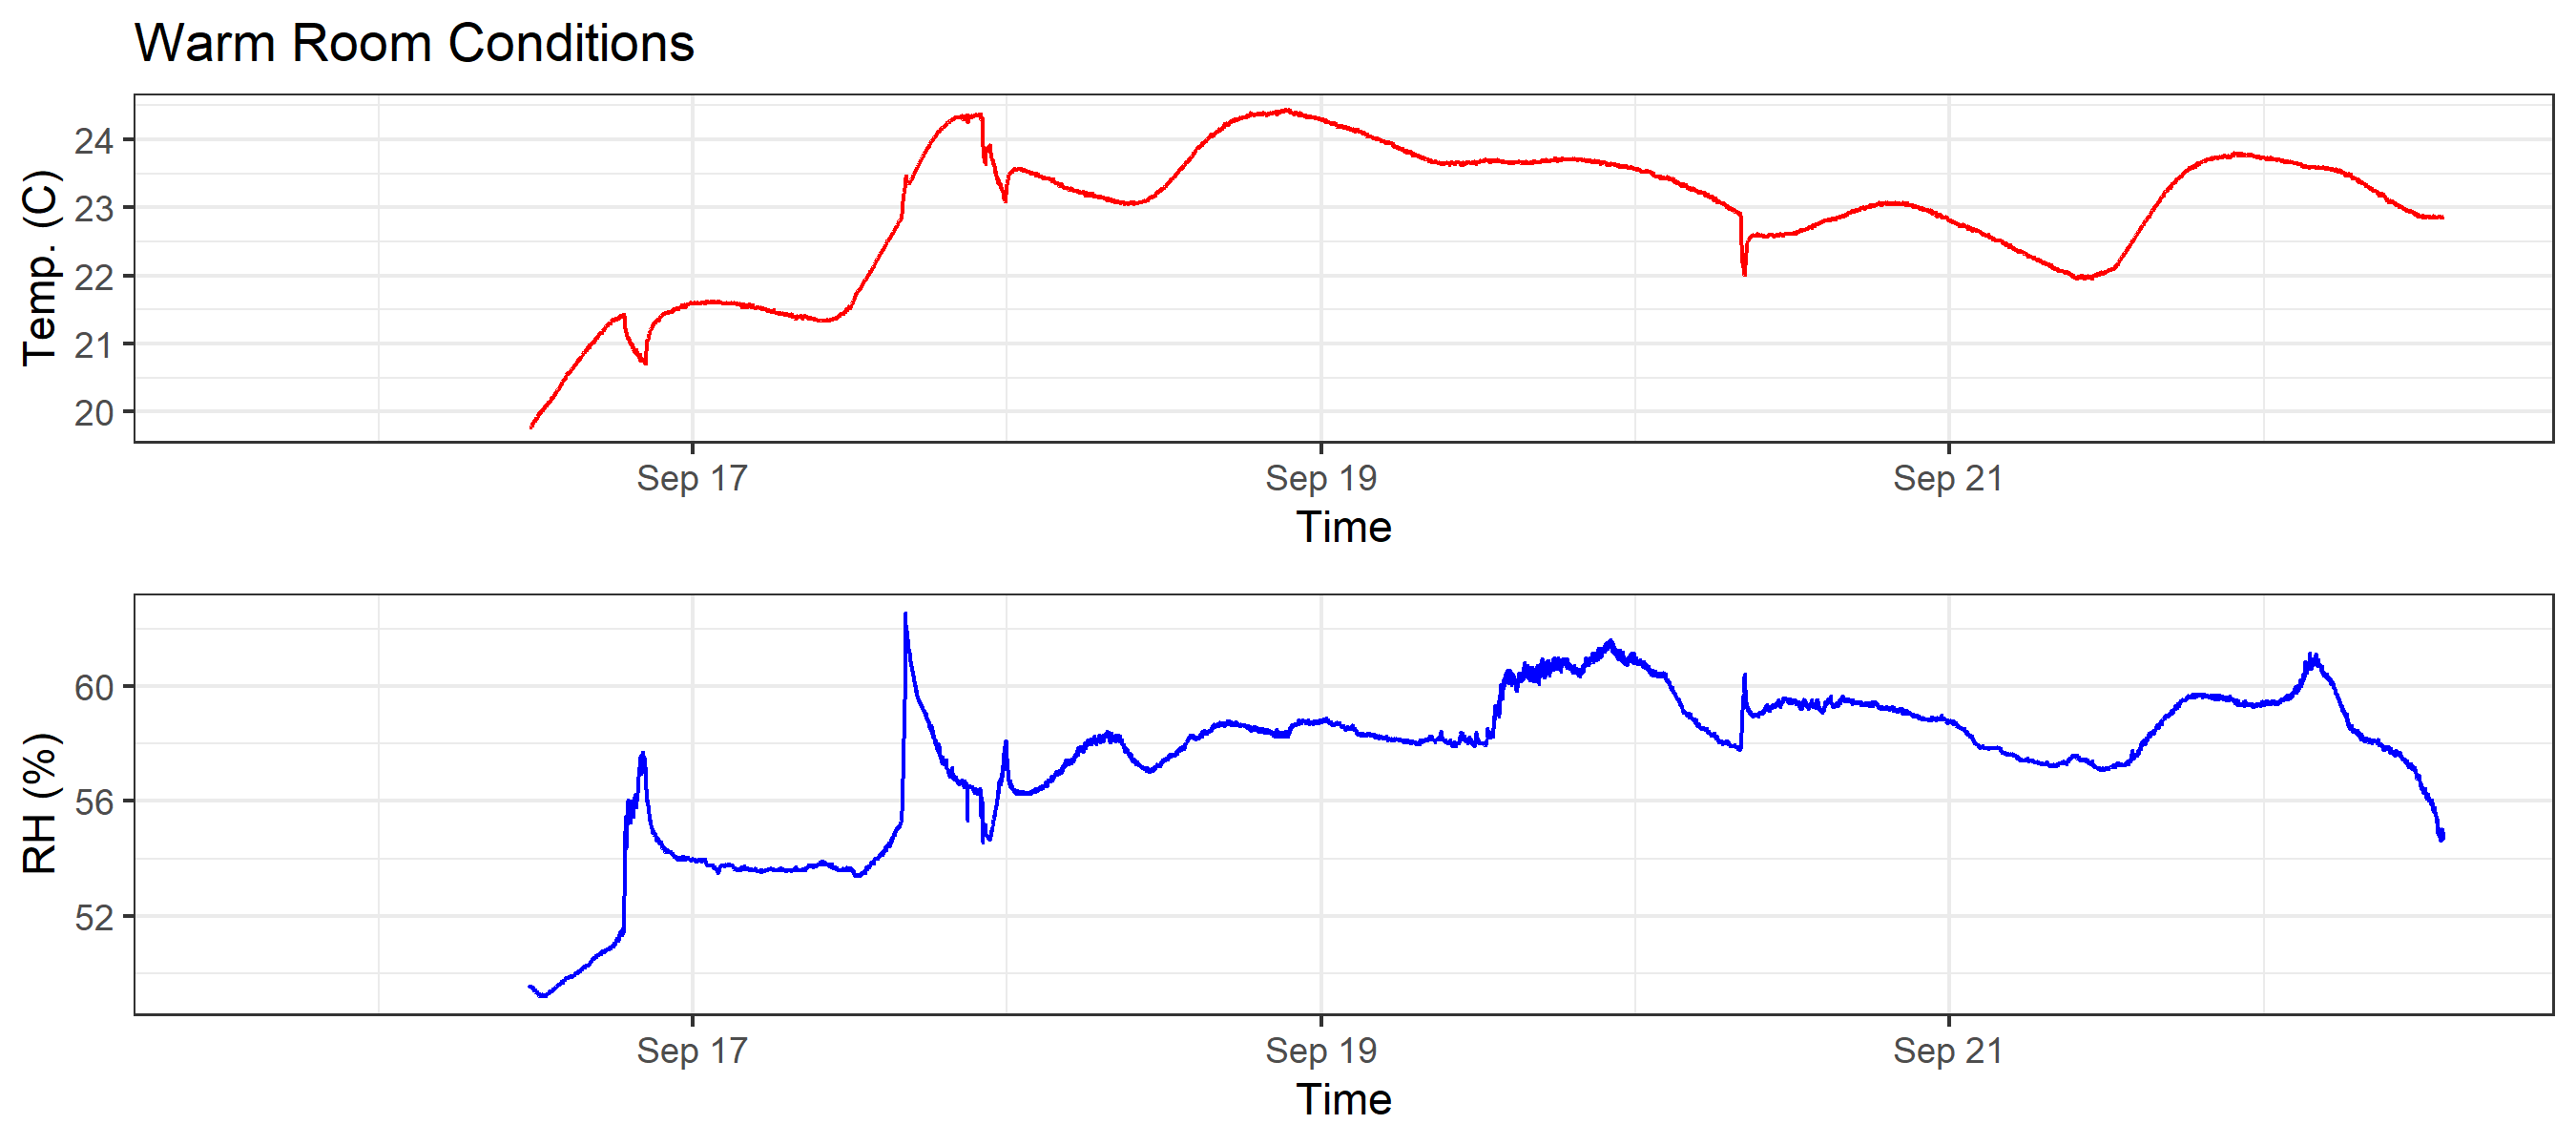 Warm Room Conditions
Temp. (C)
24
23
22
21
20
Sep 17 Sep 19 Sep 21
Time
RH (%)
60
56
52
Sep 17 Sep 19 Sep 21
Time